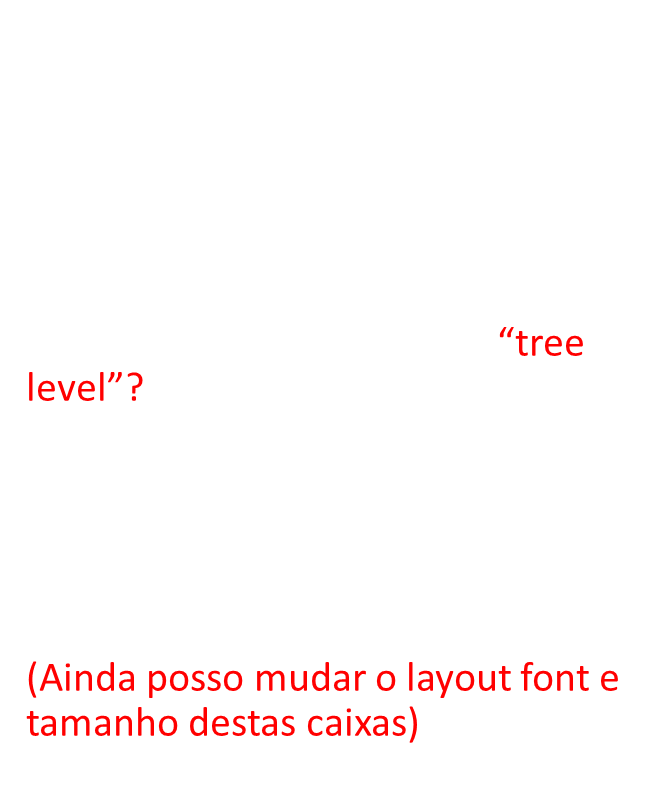 “tree
level”?
(Ainda posso mudar o layout font e
tamanho destas caixas)